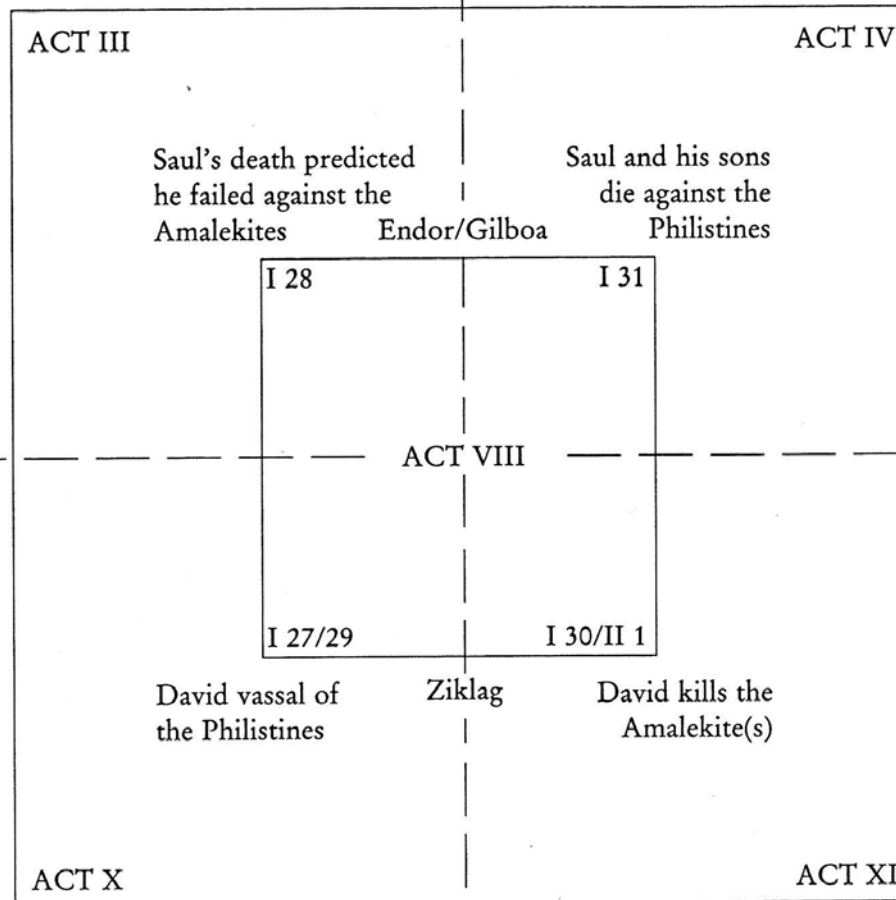 ACT III
ACT IV
Saul's death predicted
he failed against the
Amalekites
Endor/Gilboa
Saul and his sons
die against the
Philistines
I 28
I 31
ACT VIII
I 27/29
I 30/II 1
David vassal of
the Philistines
Ziklag
David kills the
Amalekite(s)
ACT X
ACT XI